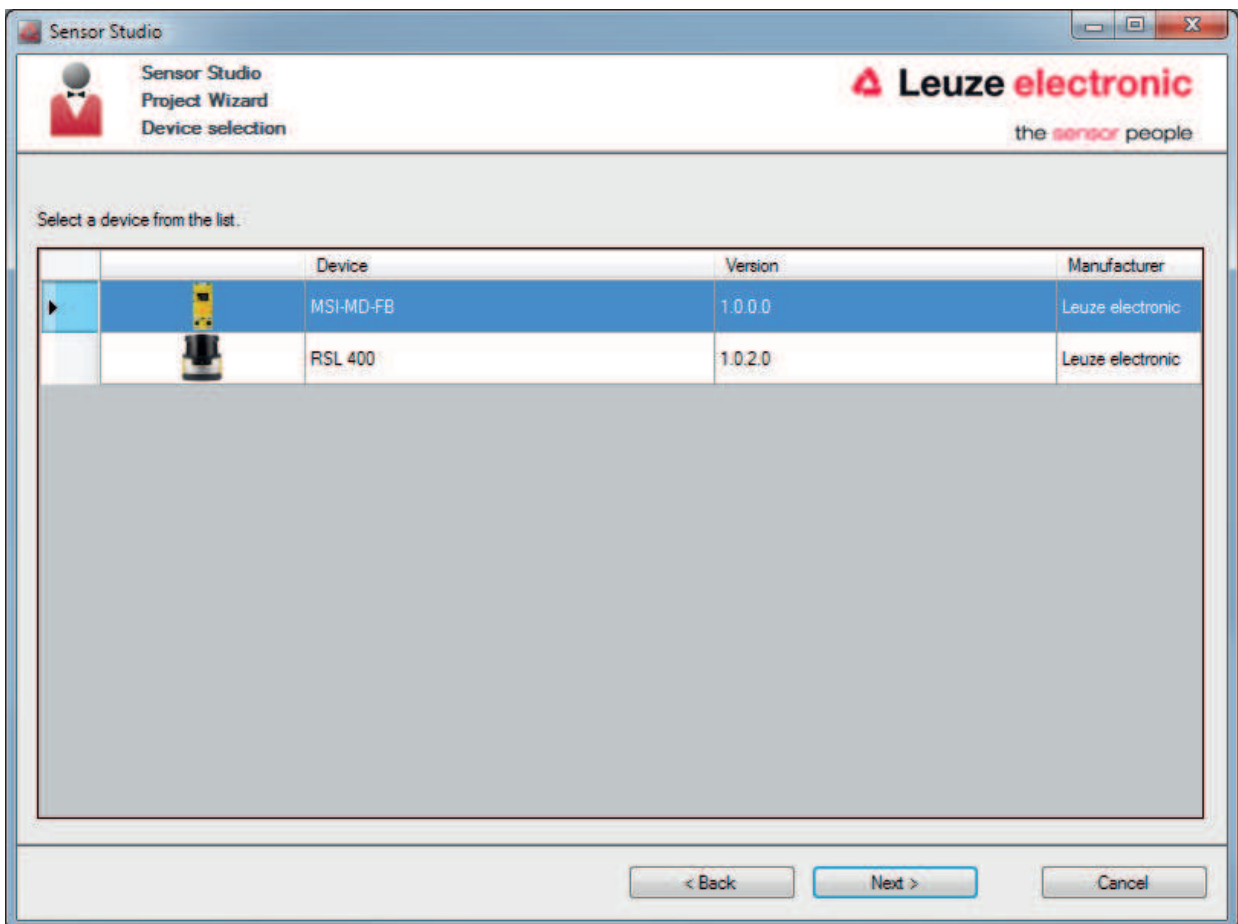 Sensor Studio
Sensor Studio
Project Wizard
Device selection
Leuze electronic
the sensor people
Select a device from the list.
Device Version Manufacturer
MSI-MD-FB 1.0.0.0 Leuze electronic
RSL 400 1.0.2.0 Leuze electronic
< Back Next > Cancel